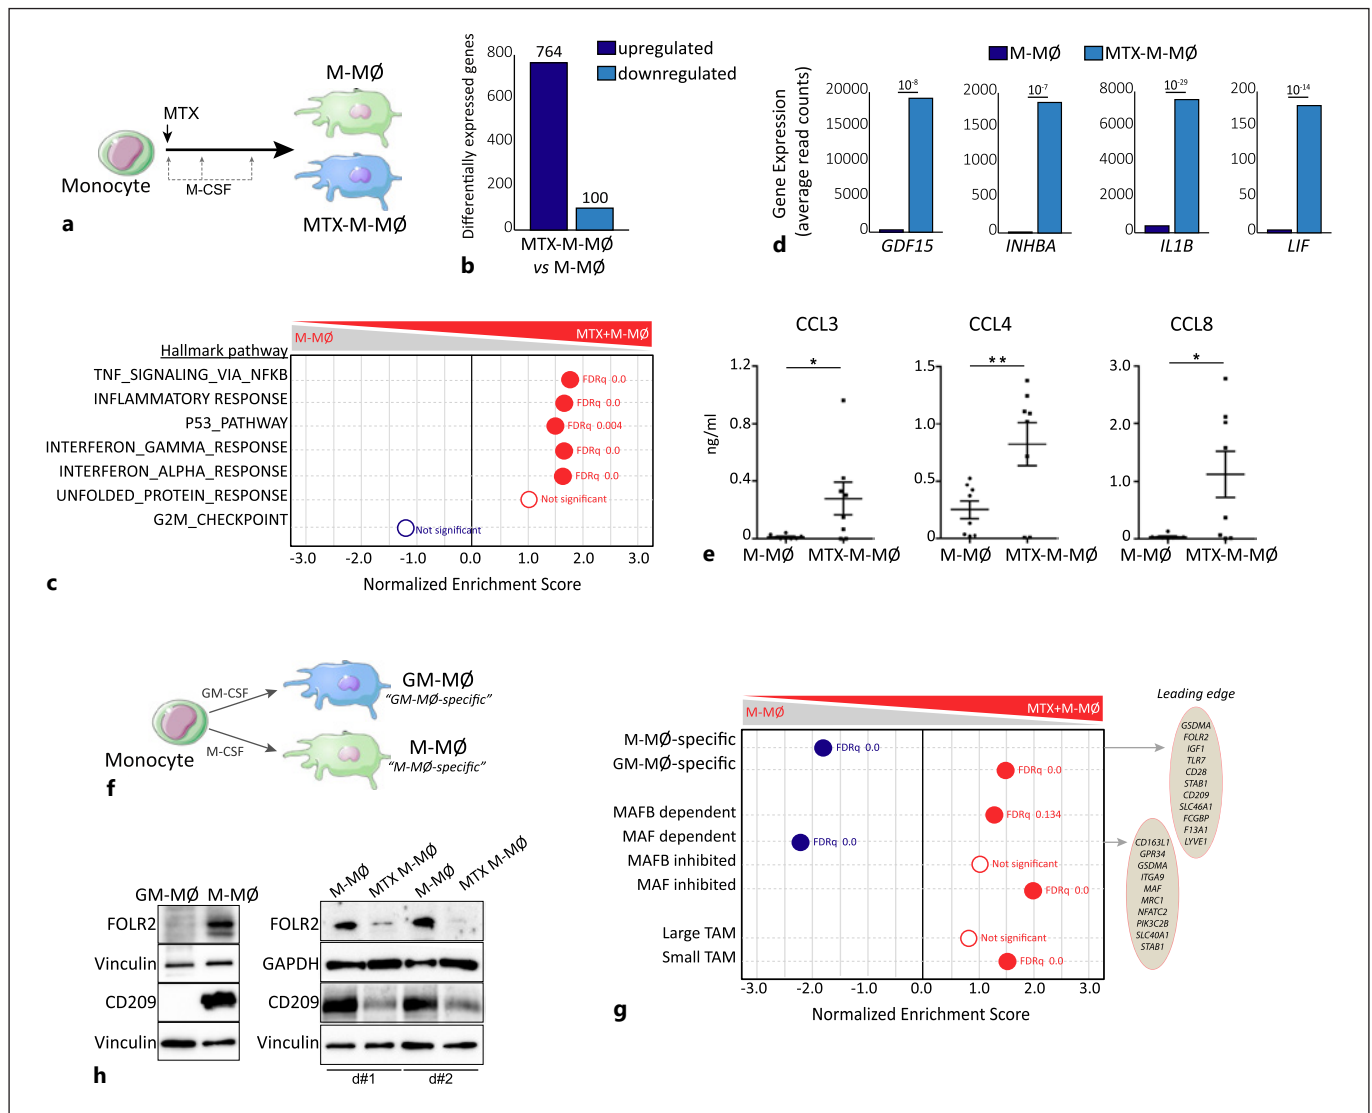 M-MØ
MTX
Monocyte
M-CSF
MTX-M-MØ
a
Differentially expressed genes
800
600
400
200
0
764
100
upregulated
downregulated
MTX-M-MØ
vs M-MØ
b
M-MØ
MTX-M-MØ
Gene Expression
(average read counts)
20000
15000
10000
5000
0
10-8
GDF15
2000
1500
1000
500
0
10-7
INHBA
8000
6000
4000
2000
0
10-29
IL1B
200
150
100
50
0
10-14
LIF
d
M-MØ
MTX+M-MØ
Hallmark pathway
TNF_SIGNALING_VIA_NFKB
FDRq 0.0
INFLAMMATORY RESPONSE
FDRq 0.0
P53_PATHWAY
FDRq 0.004
INTERFERON_GAMMA_RESPONSE
FDRq 0.0
INTERFERON_ALPHA_RESPONSE
FDRq 0.0
UNFOLDED_PROTEIN_RESPONSE
Not significant
G2M_CHECKPOINT
Not significant
-3.0 -2.0 -1.0 0.0 1.0 2.0 3.0
Normalized Enrichment Score
c
CCL3
ng/ml
1.2
0.8
0.4
0
*
M-MØ MTX-M-MØ
CCL4
1.5
1.0
0.5
0
**
M-MØ MTX-M-MØ
CCL8
3.0
2.0
1.0
0
*
M-MØ MTX-M-MØ
e
Monocyte
GM-CSF
M-CSF
GM-MØ
“GM-MØ-specific”
M-MØ
“M-MØ-specific”
f
M-MØ
MTX+M-MØ
M-MØ-specific
FDRq 0.0
GM-MØ-specific
FDRq 0.0
MAFB dependent
FDRq 0.134
MAF dependent
FDRq 0.0
MAFB inhibited
Not significant
MAF inhibited
FDRq 0.0
Large TAM
Not significant
Small TAM
FDRq 0.0
-3.0 -2.0 -1.0 0.0 1.0 2.0 3.0
Normalized Enrichment Score
Leading edge
GSDMA
FOLR2
IGF1
TLR7
CD28
STAB1
CD209
SLC46A1
FCGBP
F13A1
LYVE1
CD163L1
GPR34
GSDMA
ITGA9
MAF
MRC1
NFATC2
PIK3C2B
SLC40A1
STAB1
g
GM-MØ M-MØ
FOLR2
Vinculin
CD209
Vinculin
M-MØ
MTX M-MØ
M-MØ
MTX M-MØ
FOLR2
GAPDH
CD209
Vinculin
d#1 d#2
h